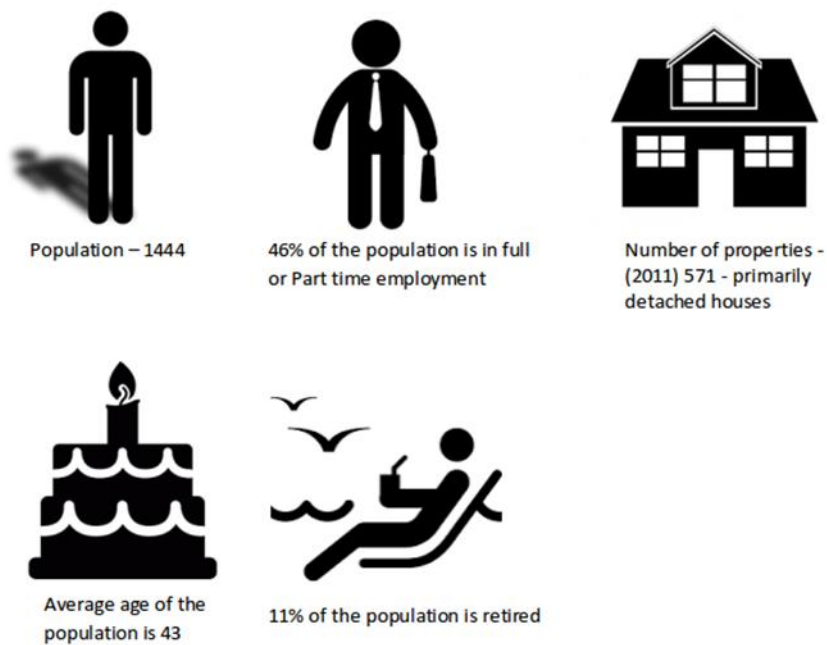 Population – 1444
46% of the population is in full
or Part time employment
Number of properties -
(2011) 571 - primarily
detached houses
Average age of the
population is 43
11% of the population is retired